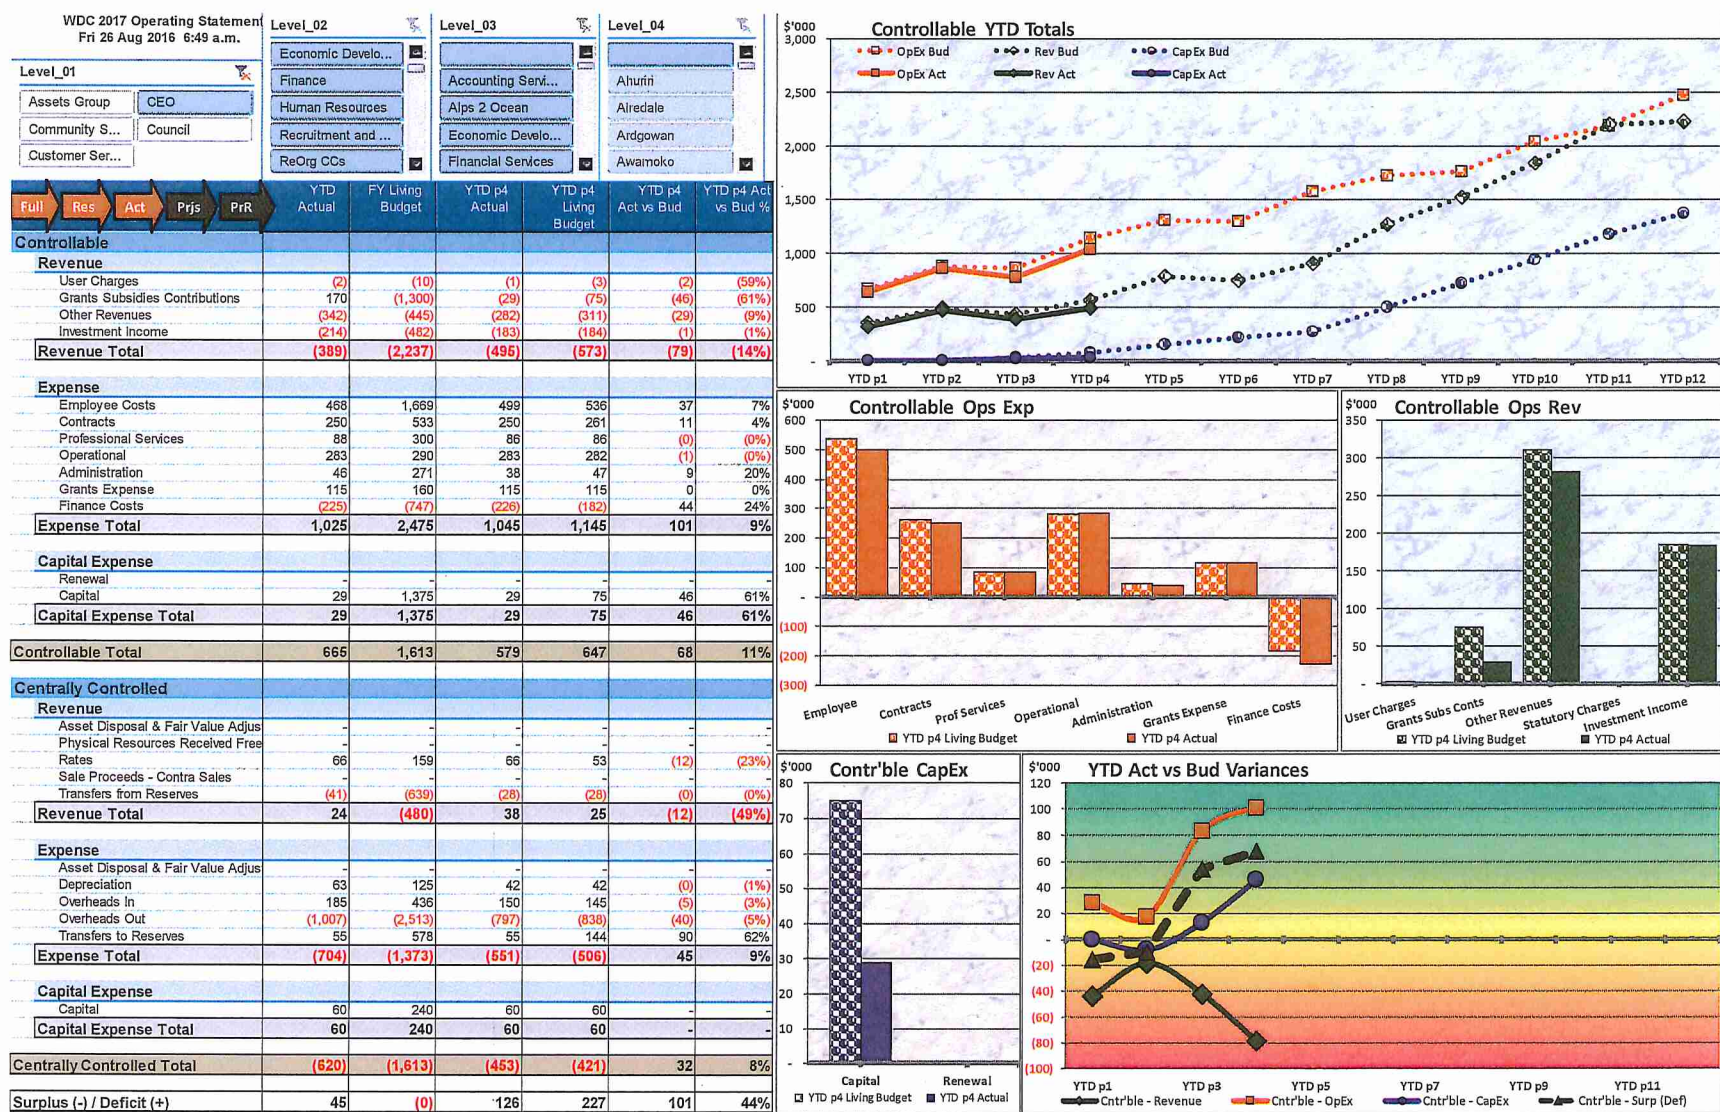 WDC 2017 Operating Statement
Fri 26 Aug 2016 6:49 a.m.
Level_01
Assets Group CEO
Community S... Council
Customer Ser...
Level_02
Economic Develo...
Finance
Human Resources
Recruitment and ...
ReOrg CCs
Level_03
Accounting Servi...
Alps 2 Ocean
Economic Develo...
Financial Services
Level_04
Ahuriri
Airedale
Ardgowan
Awamoko
Full Res Act Prjs PrR
YTD Actual FY Living Budget YTD p4 Actual YTD p4 Living Budget YTD p4 Act vs Bud YTD p4 Act vs Bud %
Controllable
Revenue
User Charges (2) (10) (1) (3) (2) (59%)
Grants Subsidies Contributions 170 (1,300) (29) (75) (46) (61%)
Other Revenues (342) (445) (282) (311) (29) (9%)
Investment Income (214) (482) (183) (184) (1) (1%)
Revenue Total (389) (2,237) (495) (573) (79) (14%)
Expense
Employee Costs 468 1,669 499 536 37 7%
Contracts 250 533 250 261 11 4%
Professional Services 88 300 86 86 (0) (0%)
Operational 283 290 283 282 (1) (0%)
Administration 46 271 38 47 9 20%
Grants Expense 115 160 115 115 0 0%
Finance Costs (225) (747) (226) (182) 44 24%
Expense Total 1,025 2,475 1,045 1,145 101 9%
Capital Expense
Renewal - - - - - -
Capital 29 1,375 29 75 46 61%
Capital Expense Total 29 1,375 29 75 46 61%
Controllable Total 665 1,613 579 647 68 11%
Centrally Controlled
Revenue
Asset Disposal & Fair Value Adjus - - - - - -
Physical Resources Received Free - - - - - -
Rates 66 159 66 53 (12) (23%)
Sale Proceeds - Contra Sales - - - - - -
Transfers from Reserves (41) (639) (28) (28) (0) (0%)
Revenue Total 24 (480) 38 25 (12) (49%)
Expense
Asset Disposal & Fair Value Adjus - - - - - -
Depreciation 63 125 42 42 (0) (1%)
Overheads In 185 436 150 145 (5) (3%)
Overheads Out (1,007) (2,513) (797) (838) (40) (5%)
Transfers to Reserves 55 578 55 144 90 62%
Expense Total (704) (1,373) (551) (506) 45 9%
Capital Expense
Capital 60 240 60 60 - -
Capital Expense Total 60 240 60 60 - -
Centrally Controlled Total (620) (1,613) (453) (421) 32 8%
Surplus (-) / Deficit (+) 45 (0) 126 227 101 44%
$'000 Controllable YTD Totals
OpEx Bud Rev Bud CapEx Bud
OpEx Act Rev Act CapEx Act
3,000
2,500
2,000
1,500
1,000
500
-
YTD p1 YTD p2 YTD p3 YTD p4 YTD p5 YTD p6 YTD p7 YTD p8 YTD p9 YTD p10 YTD p11 YTD p12
$'000 Controllable Ops Exp
600
500
400
300
200
100
-
(100)
(200)
(300)
Employee Contracts Prof Services Operational Administration Grants Expense Finance Costs
YTD p4 Living Budget YTD p4 Actual
$'000 Controllable Ops Rev
350
300
250
200
150
100
50
-
User Charges Grants Subs Conts Other Revenues Statutory Charges Investment Income
YTD p4 Living Budget YTD p4 Actual
$'000 Contr'ble CapEx
80
70
60
50
40
30
20
10
-
Capital Renewal
YTD p4 Living Budget YTD p4 Actual
$'000 YTD Act vs Bud Variances
120
100
80
60
40
20
-
(20)
(40)
(60)
(80)
(100)
YTD p1 YTD p3 YTD p5 YTD p7 YTD p9 YTD p11
Cntr'ble - Revenue Cntr'ble - OpEx Cntr'ble - CapEx Cntr'ble - Surp (Def)